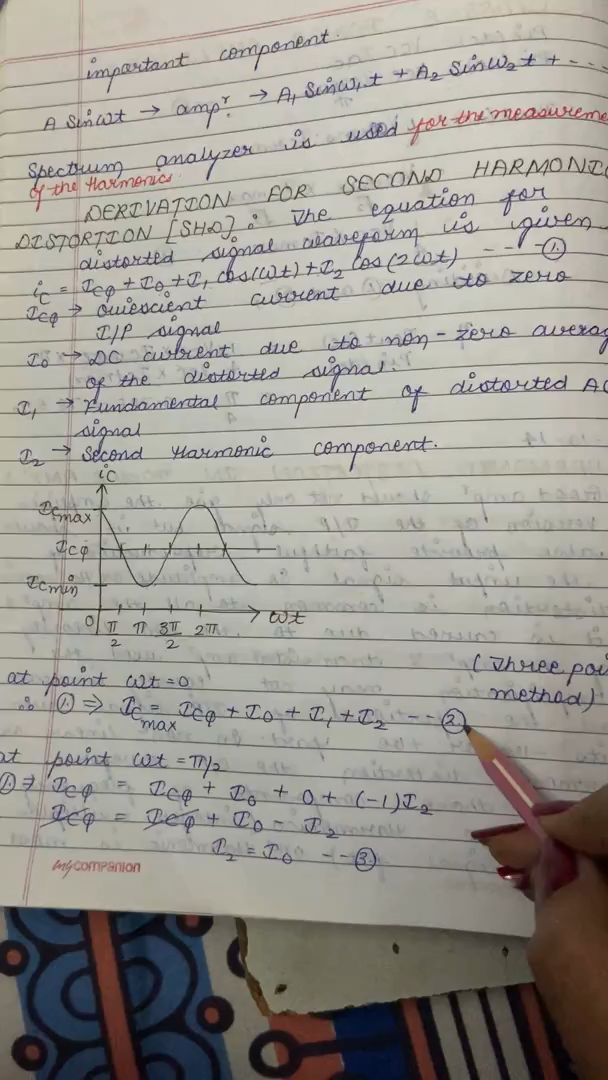 important component.
A Sinωt → ampr. → A₁ Sinω₁t + A₂ Sinω₂t + - - -
Spectrum analyzer is used for the measureme
of the Harmonics.
DERIVATION FOR SECOND HARMONI
DISTORTION [SHD] : The equation for
distorted signal waveform is given
iC = ICQ + I0 + I₁ cos(ωt) + I₂ cos(2ωt) - - - ①
ICQ → Quiescient current due to zero
I/P signal
I0 → DC current due to non-zero averag
of the distorted signal.
I₁ → Fundamental component of distorted AC
signal
I₂ → Second Harmonic component.
iC
ICmax
ICQ
ICmin
0 π/2 π 3π/2 2π → ωt
at point ωt=0
(Three poi
method)
∴ ① ⇒ ICmax = ICQ + I0 + I₁ + I₂ - - ②
at point ωt = π/2
① ⇒ ICQ = ICQ + I0 + 0 + (-1)I₂
ICQ = ICQ + I0 - I₂
I₂ = I0 - - ③
mycompanion